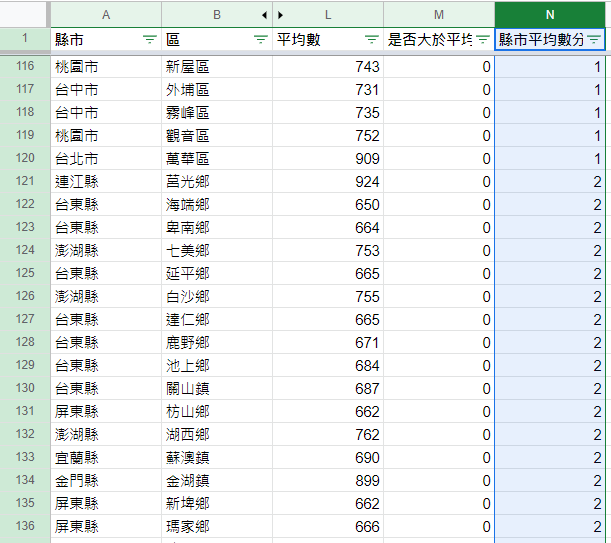 A B L M N
1 縣市 區 平均數 是否大於平均 縣市平均數分
116 桃園市 新屋區 743 0 1
117 台中市 外埔區 731 0 1
118 台中市 霧峰區 735 0 1
119 桃園市 觀音區 752 0 1
120 台北市 萬華區 909 0 1
121 連江縣 莒光鄉 924 0 2
122 台東縣 海端鄉 650 0 2
123 台東縣 卑南鄉 664 0 2
124 澎湖縣 七美鄉 753 0 2
125 台東縣 延平鄉 665 0 2
126 澎湖縣 白沙鄉 755 0 2
127 台東縣 達仁鄉 665 0 2
128 台東縣 鹿野鄉 671 0 2
129 台東縣 池上鄉 684 0 2
130 台東縣 關山鎮 687 0 2
131 屏東縣 枋山鄉 662 0 2
132 澎湖縣 湖西鄉 762 0 2
133 宜蘭縣 蘇澳鎮 690 0 2
134 金門縣 金湖鎮 899 0 2
135 屏東縣 新埤鄉 662 0 2
136 屏東縣 瑪家鄉 666 0 2